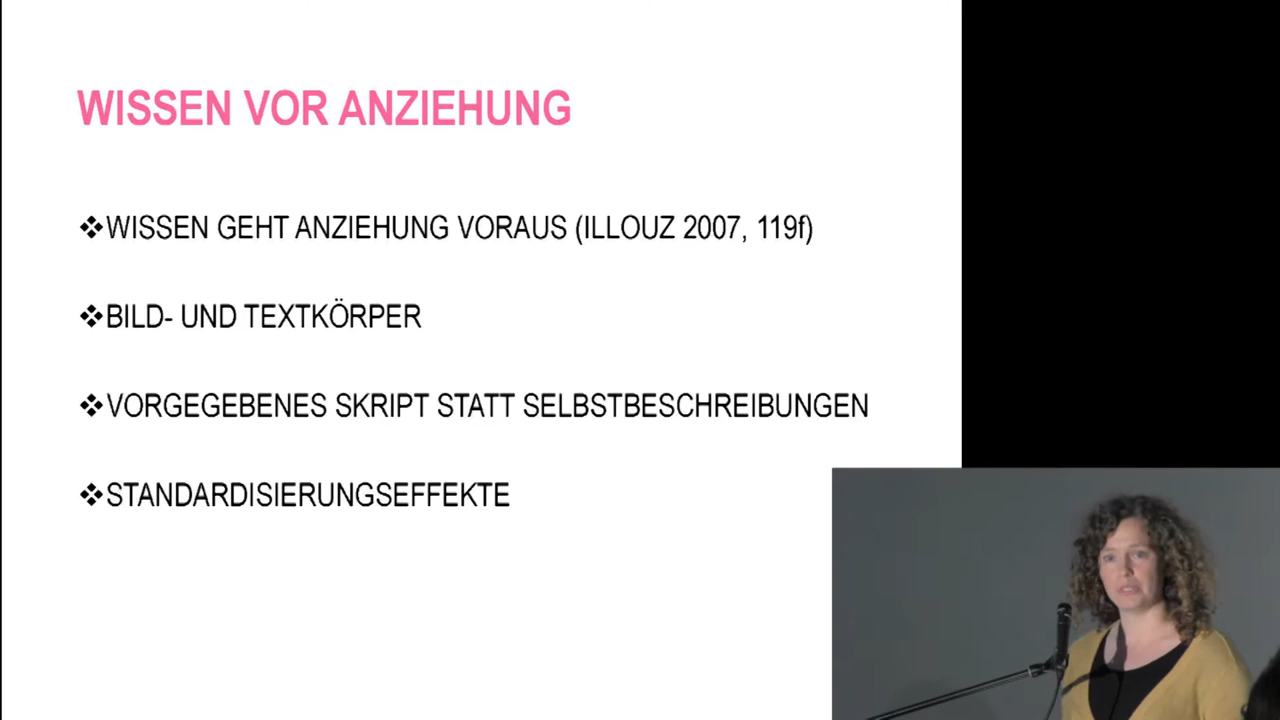 WISSEN VOR ANZIEHUNG
❖WISSEN GEHT ANZIEHUNG VORAUS (ILLOUZ 2007, 119f)
❖BILD- UND TEXTKÖRPER
❖VORGEGEBENES SKRIPT STATT SELBSTBESCHREIBUNGEN
❖STANDARDISIERUNGSEFFEKTE